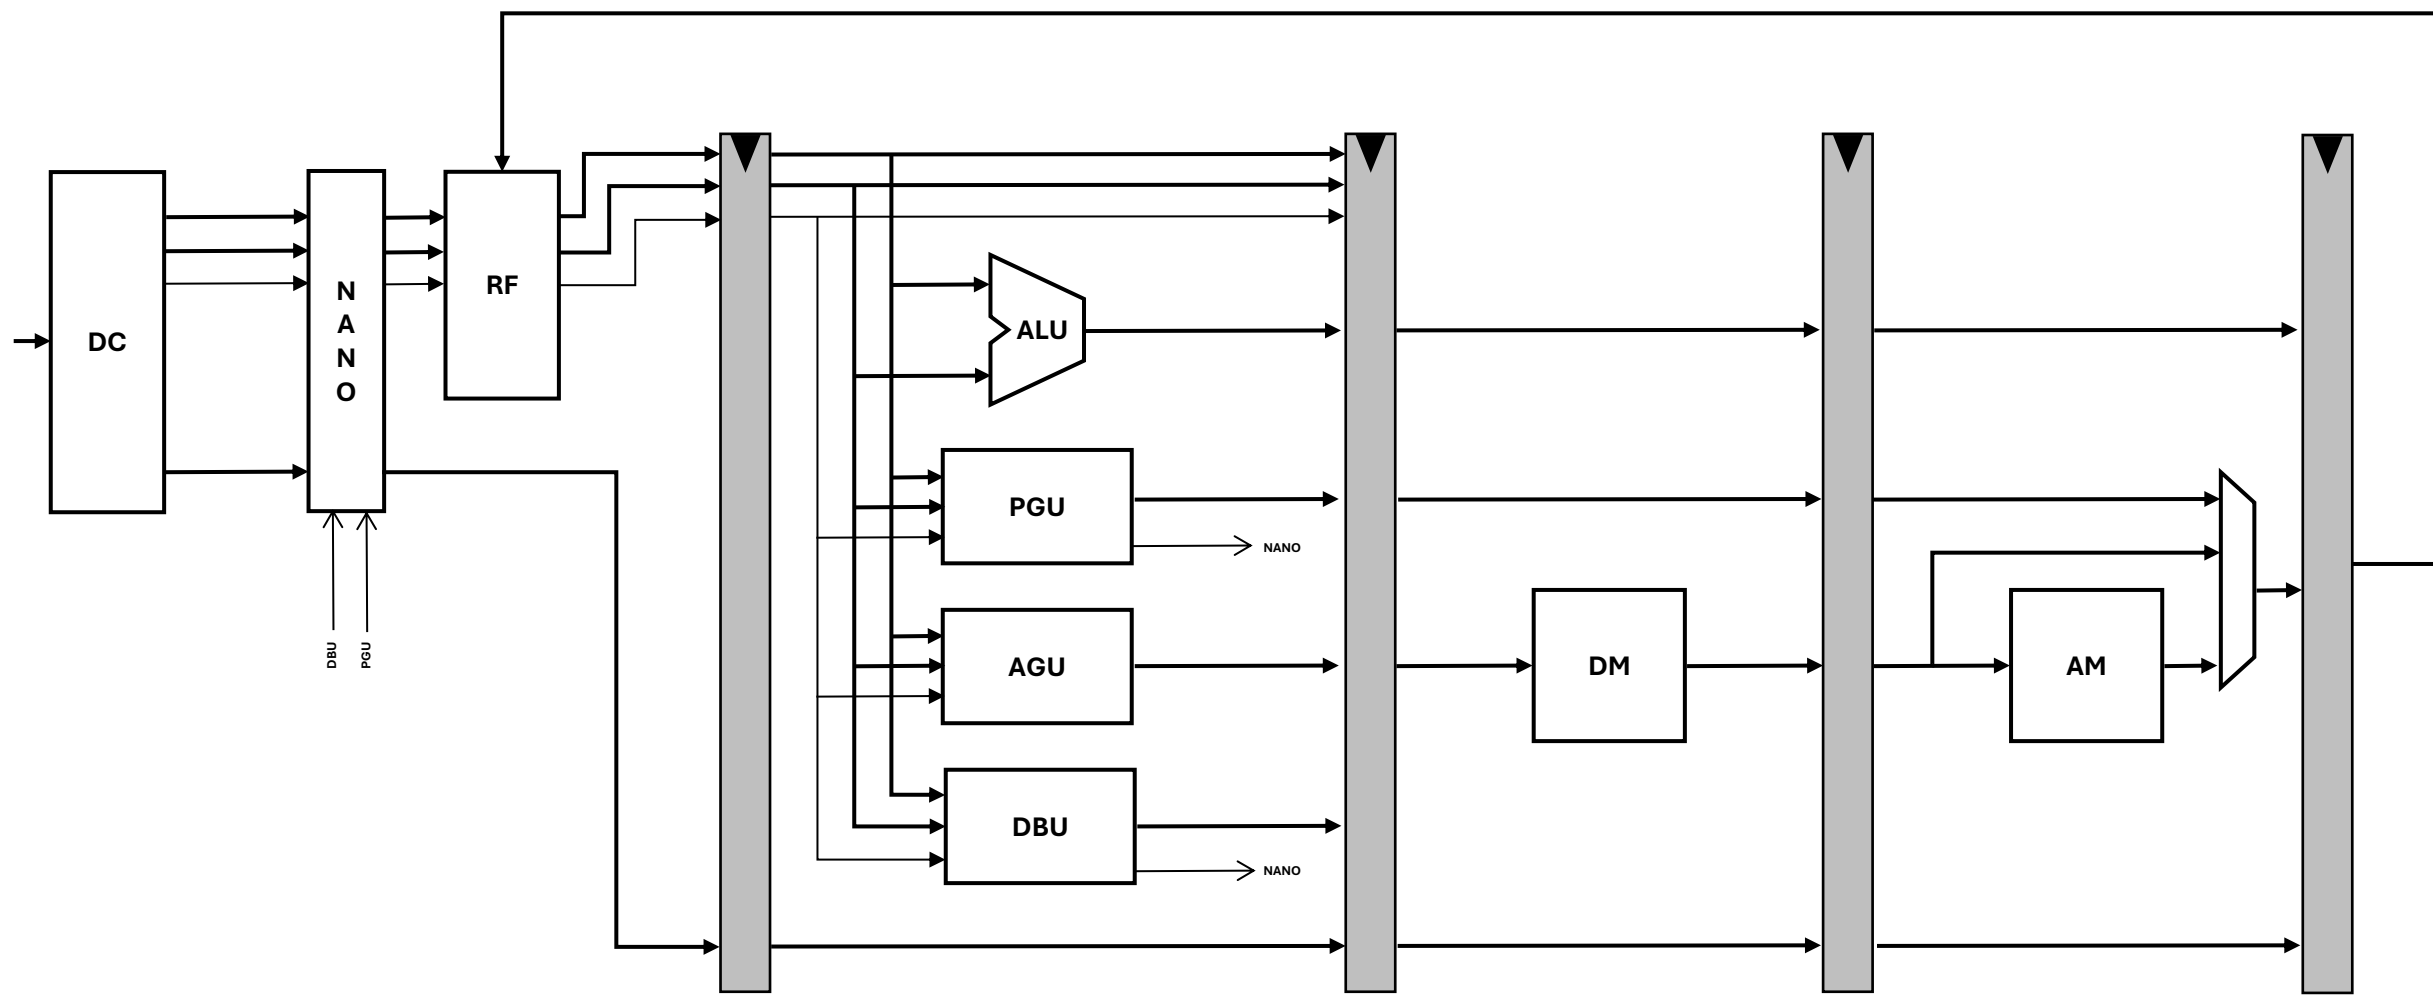 DC
N
A
N
O
RF
ALU
PGU
NANO
AGU
DM
AM
DBU
NANO
DBU
PGU